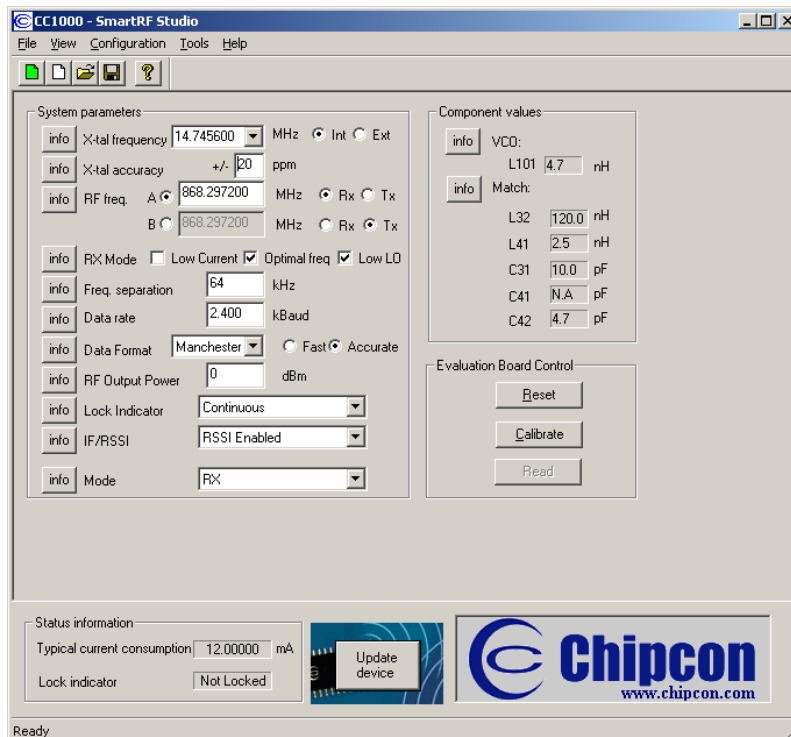 CC1000 - SmartRF Studio
File View Configuration Tools Help
System parameters
info X-tal frequency 14.745600 MHz Int Ext
info X-tal accuracy +/- 20 ppm
info RF freq. A 868.297200 MHz Rx Tx
B 868.297200 MHz Rx Tx
info RX Mode Low Current Optimal freq Low LO
info Freq. separation 64 kHz
info Data rate 2.400 kBaud
info Data Format Manchester Fast Accurate
info RF Output Power 0 dBm
info Lock Indicator Continuous
info IF/RSSI RSSI Enabled
info Mode RX
Component values
info VCO:
L101 4.7 nH
info Match:
L32 120.0 nH
L41 2.5 nH
C31 10.0 pF
C41 N.A pF
C42 4.7 pF
Evaluation Board Control
Reset
Calibrate
Read
Status information
Typical current consumption 12.00000 mA
Lock indicator Not Locked
Update
device
Chipcon
www.chipcon.com
Ready